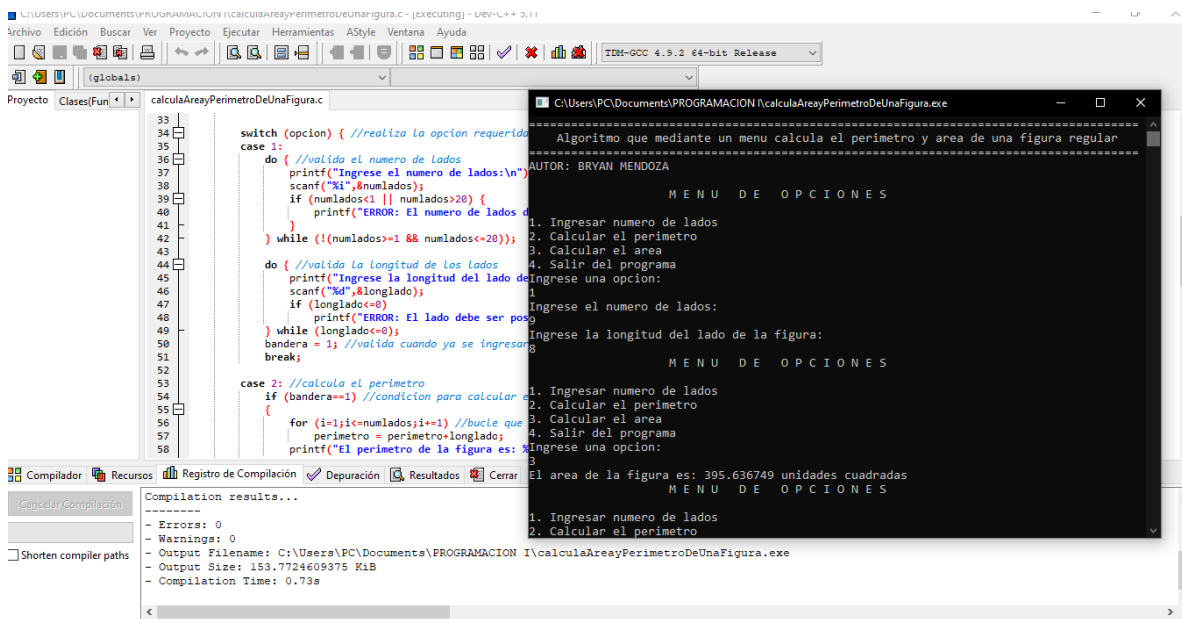 C:\Users\PC\Documents\PROGRAMACION I\calculaAreayPerimetroDeUnaFigura.c - [Executing] - Dev-C++ 5.11
Archivo Edición Buscar Ver Proyecto Ejecutar Herramientas AStyle Ventana Ayuda
TDM-GCC 4.9.2 64-bit Release
(globals)
Proyecto Clases(Fun
calculaAreayPerimetroDeUnaFigura.c
33
34 switch (opcion) { //realiza la opcion requerida
35 case 1:
36 do { //valida el numero de lados
37 printf("Ingrese el numero de lados:\n")
38 scanf("%i",&numlados);
39 if (numlados<1 || numlados>20) {
40 printf("ERROR: El numero de lados d
41 }
42 } while (!(numlados>=1 && numlados<=20));
43
44 do { //valida la longitud de los lados
45 printf("Ingrese la longitud del lado de
46 scanf("%d",&longlado);
47 if (longlado<=0)
48 printf("ERROR: El lado debe ser pos
49 } while (longlado<=0);
50 bandera = 1; //valida cuando ya se ingresar
51 break;
52
53 case 2: //calcula el perimetro
54 if (bandera==1) //condicion para calcular e
55 {
56 for (i=1;i<=numlados;i+=1) //bucle que
57 perimetro = perimetro+longlado;
58 printf("El perimetro de la figura es: %
C:\Users\PC\Documents\PROGRAMACION I\calculaAreayPerimetroDeUnaFigura.exe
================================================================================
Algoritmo que mediante un menu calcula el perimetro y area de una figura regular
================================================================================
AUTOR: BRYAN MENDOZA
M E N U   D E   O P C I O N E S
1. Ingresar numero de lados
2. Calcular el perimetro
3. Calcular el area
4. Salir del programa
Ingrese una opcion:
1
Ingrese el numero de lados:
9
Ingrese la longitud del lado de la figura:
8
M E N U   D E   O P C I O N E S
1. Ingresar numero de lados
2. Calcular el perimetro
3. Calcular el area
4. Salir del programa
Ingrese una opcion:
3
El area de la figura es: 395.636749 unidades cuadradas
M E N U   D E   O P C I O N E S
1. Ingresar numero de lados
2. Calcular el perimetro
Compilador Recursos Registro de Compilación Depuración Resultados Cerrar
Cancelar Compilación
Shorten compiler paths
Compilation results...
--------
- Errors: 0
- Warnings: 0
- Output Filename: C:\Users\PC\Documents\PROGRAMACION I\calculaAreayPerimetroDeUnaFigura.exe
- Output Size: 153.7724609375 KiB
- Compilation Time: 0.73s